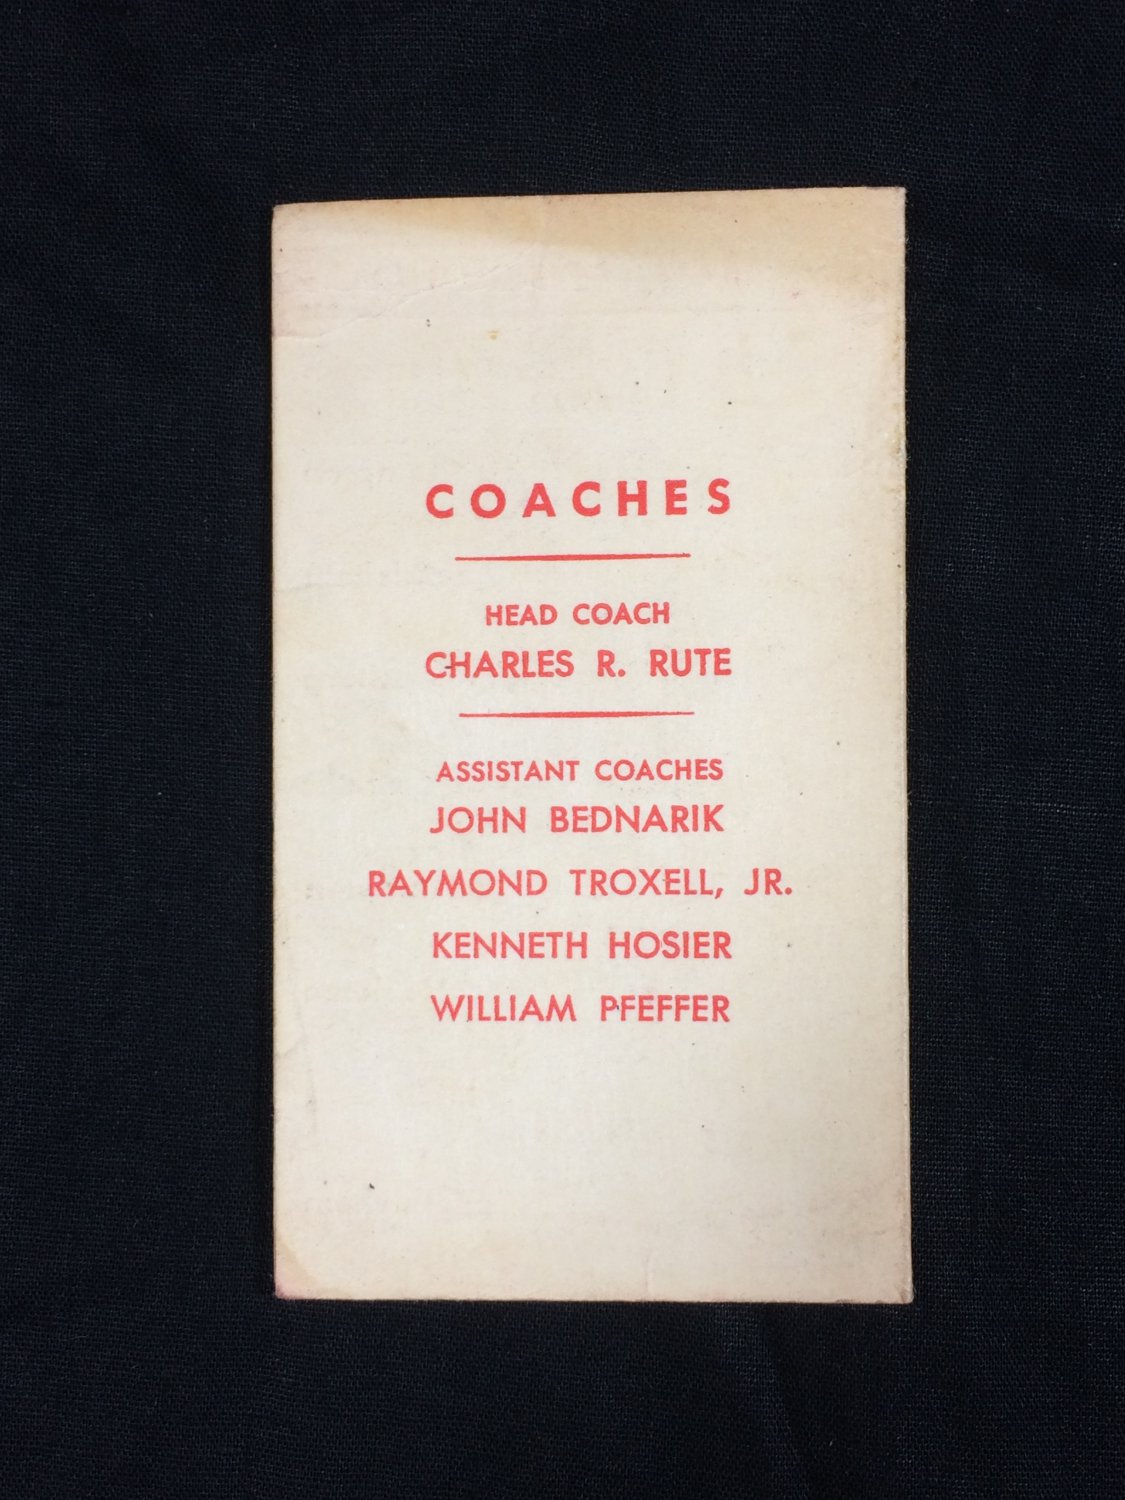 COACHES
HEAD COACH
CHARLES R. RUTE
ASSISTANT COACHES
JOHN BEDNARIK
RAYMOND TROXELL, JR.
KENNETH HOSIER
WILLIAM PFEFFER